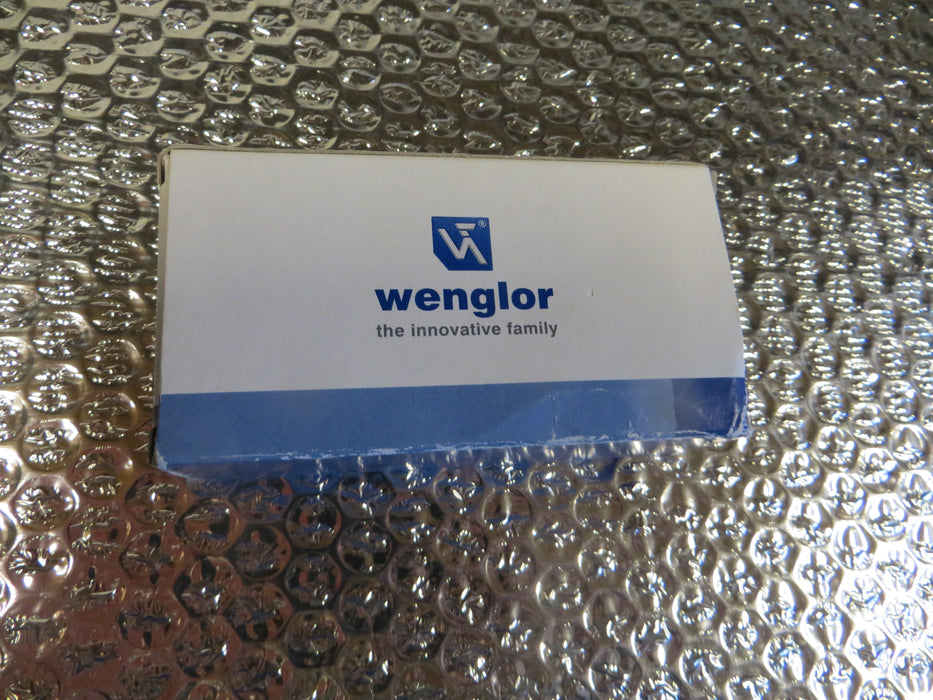 ®
wenglor
the innovative family